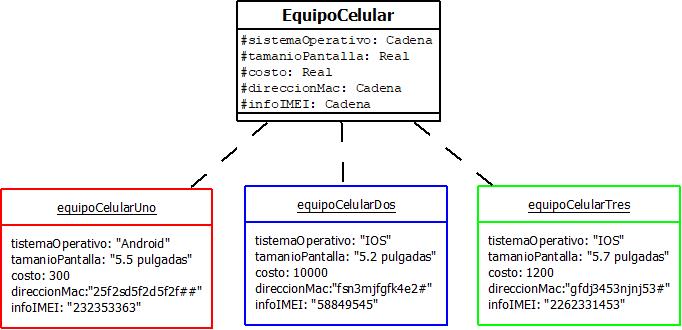 EquipoCelular
#sistemaOperativo: Cadena
#tamanioPantalla: Real
#costo: Real
#direccionMac: Cadena
#infoIMEI: Cadena
equipoCelularUno
tistemaOperativo: "Android"
tamanioPantalla: "5.5 pulgadas"
costo: 300
direccionMac:"25f2sd5f2d5f2f##"
infoIMEI: "232353363"
equipoCelularDos
tistemaOperativo: "IOS"
tamanioPantalla: "5.2 pulgadas"
costo: 10000
direccionMac:"fsn3mjfgfk4e2#"
infoIMEI: "58849545"
equipoCelularTres
tistemaOperativo: "IOS"
tamanioPantalla: "5.7 pulgadas"
costo: 1200
direccionMac:"gfdj3453njnj53#"
infoIMEI: "2262331453"